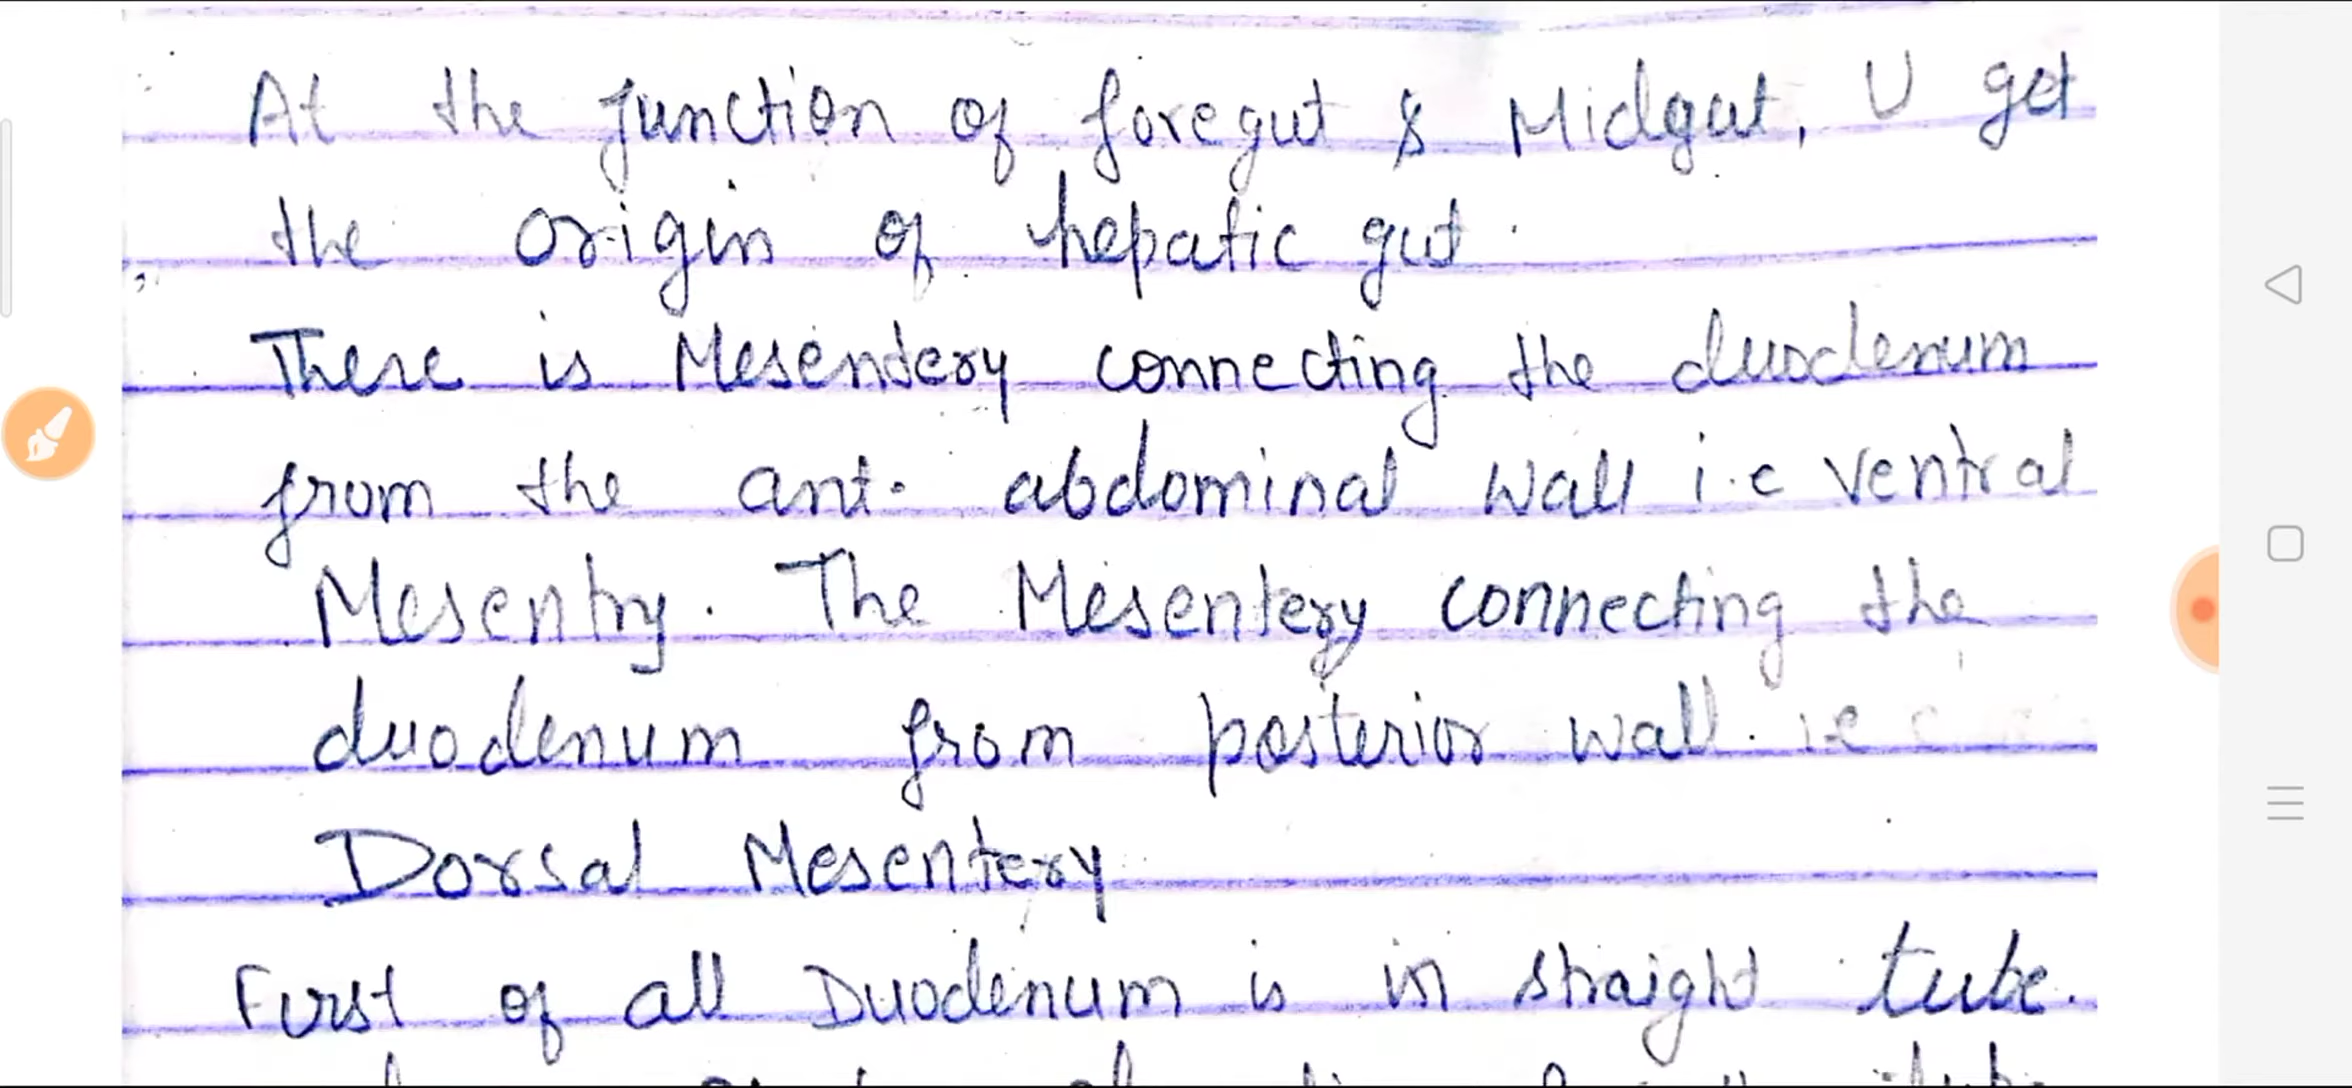 At the junction of foregut & Midgut, U get
the origin of hepatic gut.
There is Mesentery connecting the duodenum
from the ant. abdominal wall i.e ventral
Mesentry. The Mesentery connecting the
duodenum from posterior wall. i.e
Dorsal Mesentery
First of all Duodenum is in straight tube.